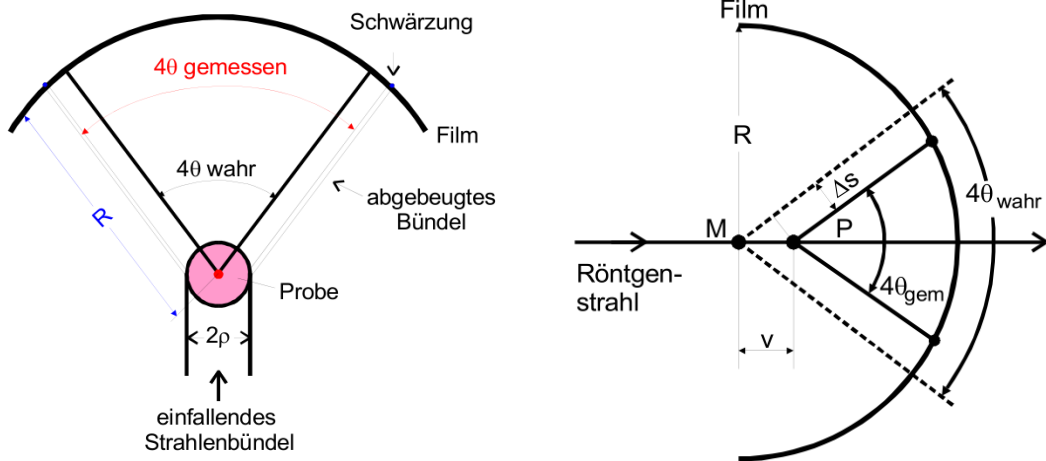 Schwärzung
4θ gemessen
Film
4θ wahr
abgebeugtes
Bündel
R
Probe
2ρ
einfallendes
Strahlenbündel
Film
R
Δs
4θwahr
M
P
Röntgen-
strahl
4θgem
v